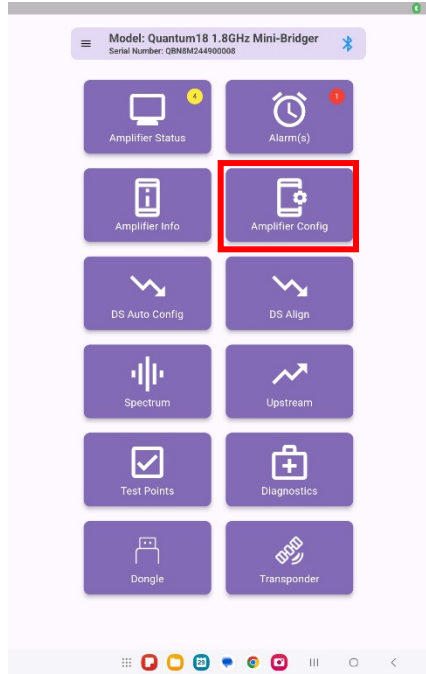 Model: Quantum18 1.8GHz Mini-Bridger
Serial Number: QBN8M244900008
4
Amplifier Status
1
Alarm(s)
Amplifier Info
Amplifier Config
DS Auto Config
DS Align
Spectrum
Upstream
Test Points
Diagnostics
Dongle
Transponder